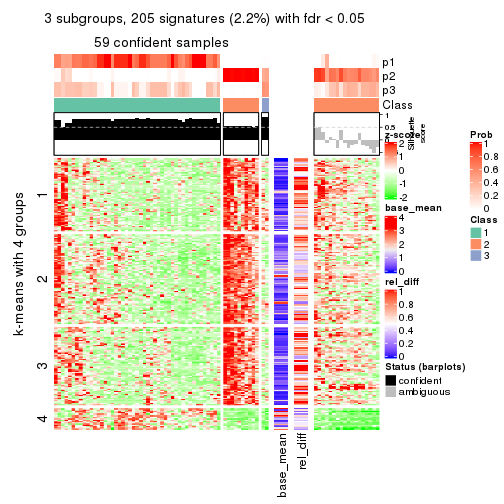 3 subgroups, 205 signatures (2.2%) with fdr < 0.05
59 confident samples
p1
p2
p3
Class
1
0.5
0
Silhouette
score
k-means with 4 groups
1
2
3
4
base_mean
rel_diff
z-score
2
1
0
-1
-2
base_mean
4
3
2
1
0
rel_diff
1
0.8
0.6
0.4
0.2
0
Status (barplots)
confident
ambiguous
Prob
1
0.8
0.6
0.4
0.2
0
Class
1
2
3